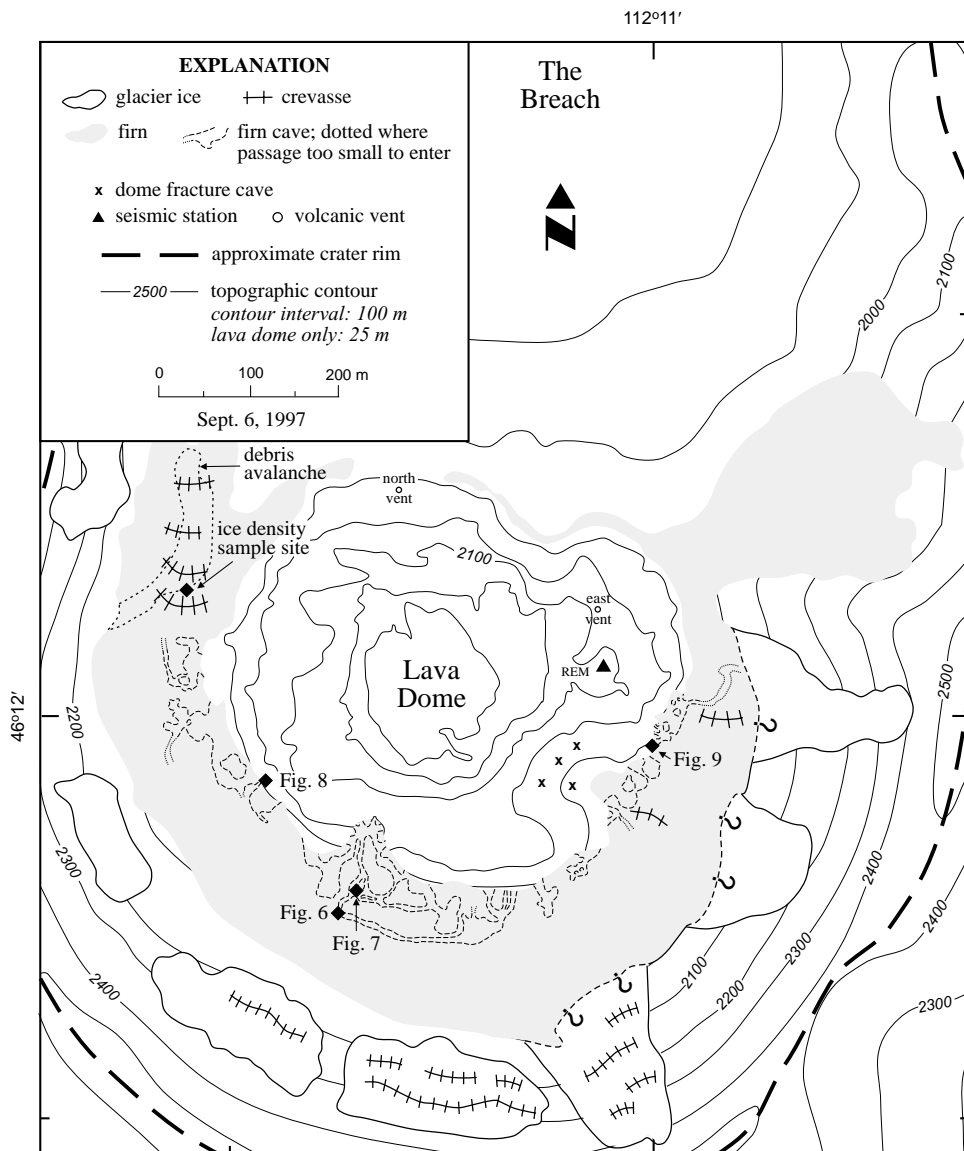 112°11′
EXPLANATION
glacier ice
crevasse
firn
firn cave; dotted where
passage too small to enter
x dome fracture cave
seismic station
volcanic vent
approximate crater rim
2500
topographic contour
contour interval: 100 m
lava dome only: 25 m
0 100 200 m
Sept. 6, 1997
The
Breach
N
2100
2000
debris
avalanche
north
vent
ice density
sample site
2100
east
vent
REM
Lava
Dome
46°12′
2200
2500
?
x
x
x
x
Fig. 9
Fig. 8
?
2300
2400
?
Fig. 6
Fig. 7
2400
2100
2300
2200
2400
2300
?
?